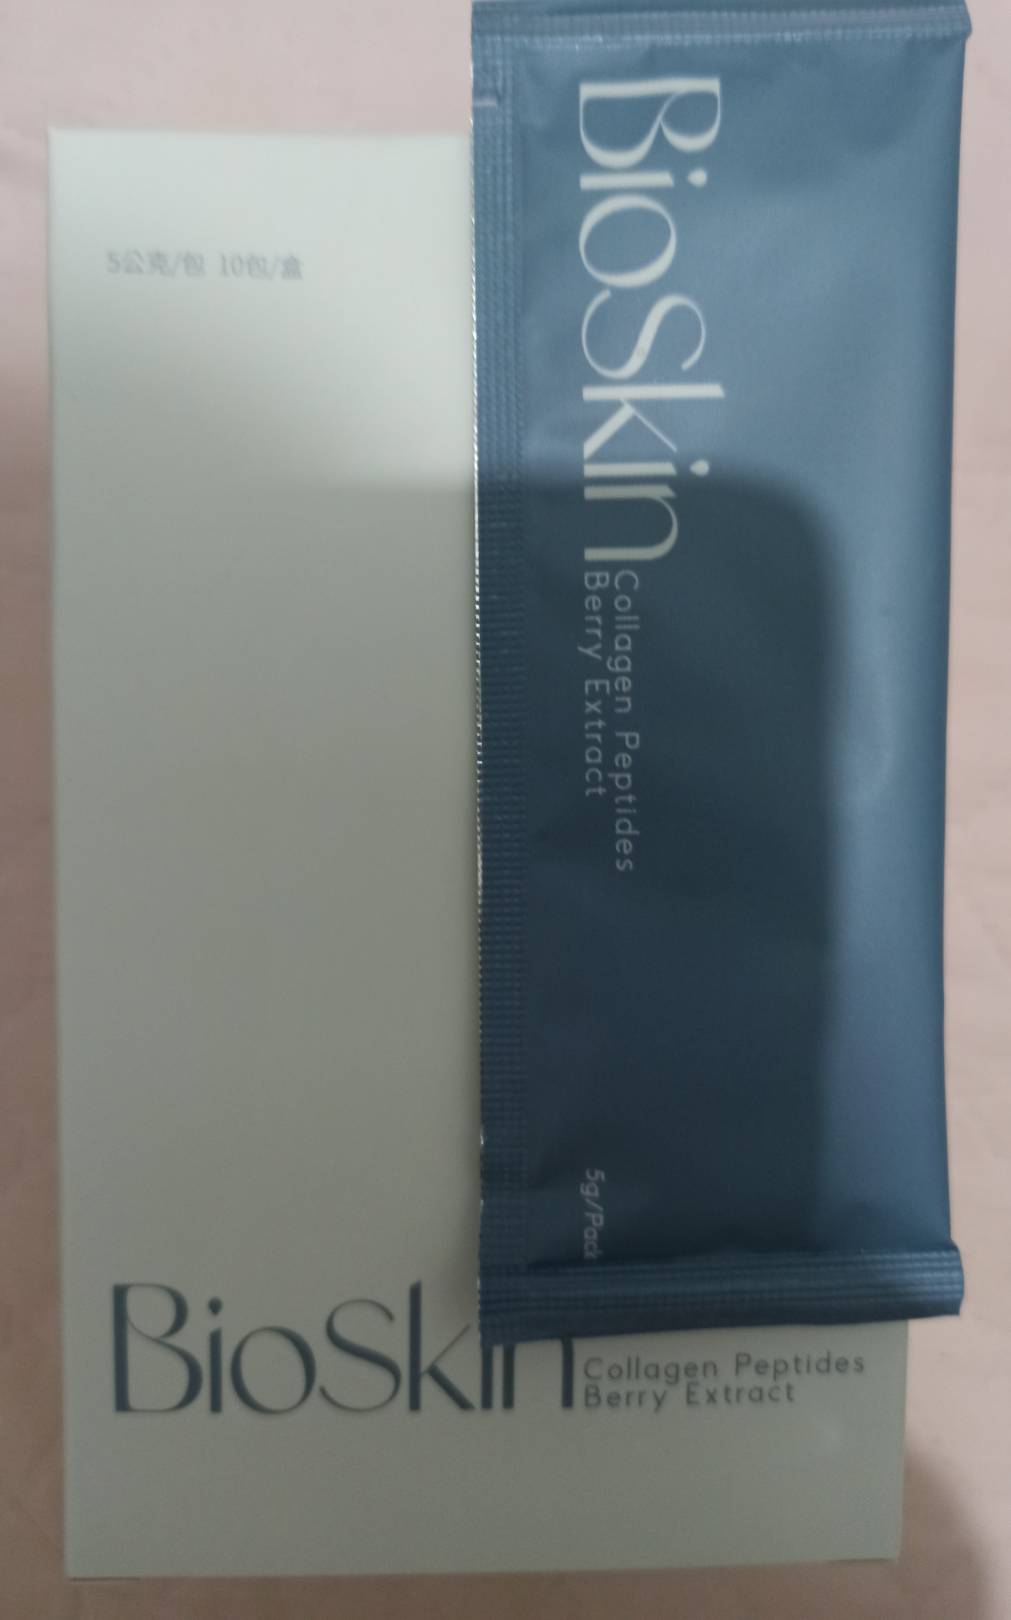 5公克/包 10包/盒
BioSkin
Collagen Peptides
Berry Extract
5g/Pack
BioSkin
Collagen Peptides
Berry Extract